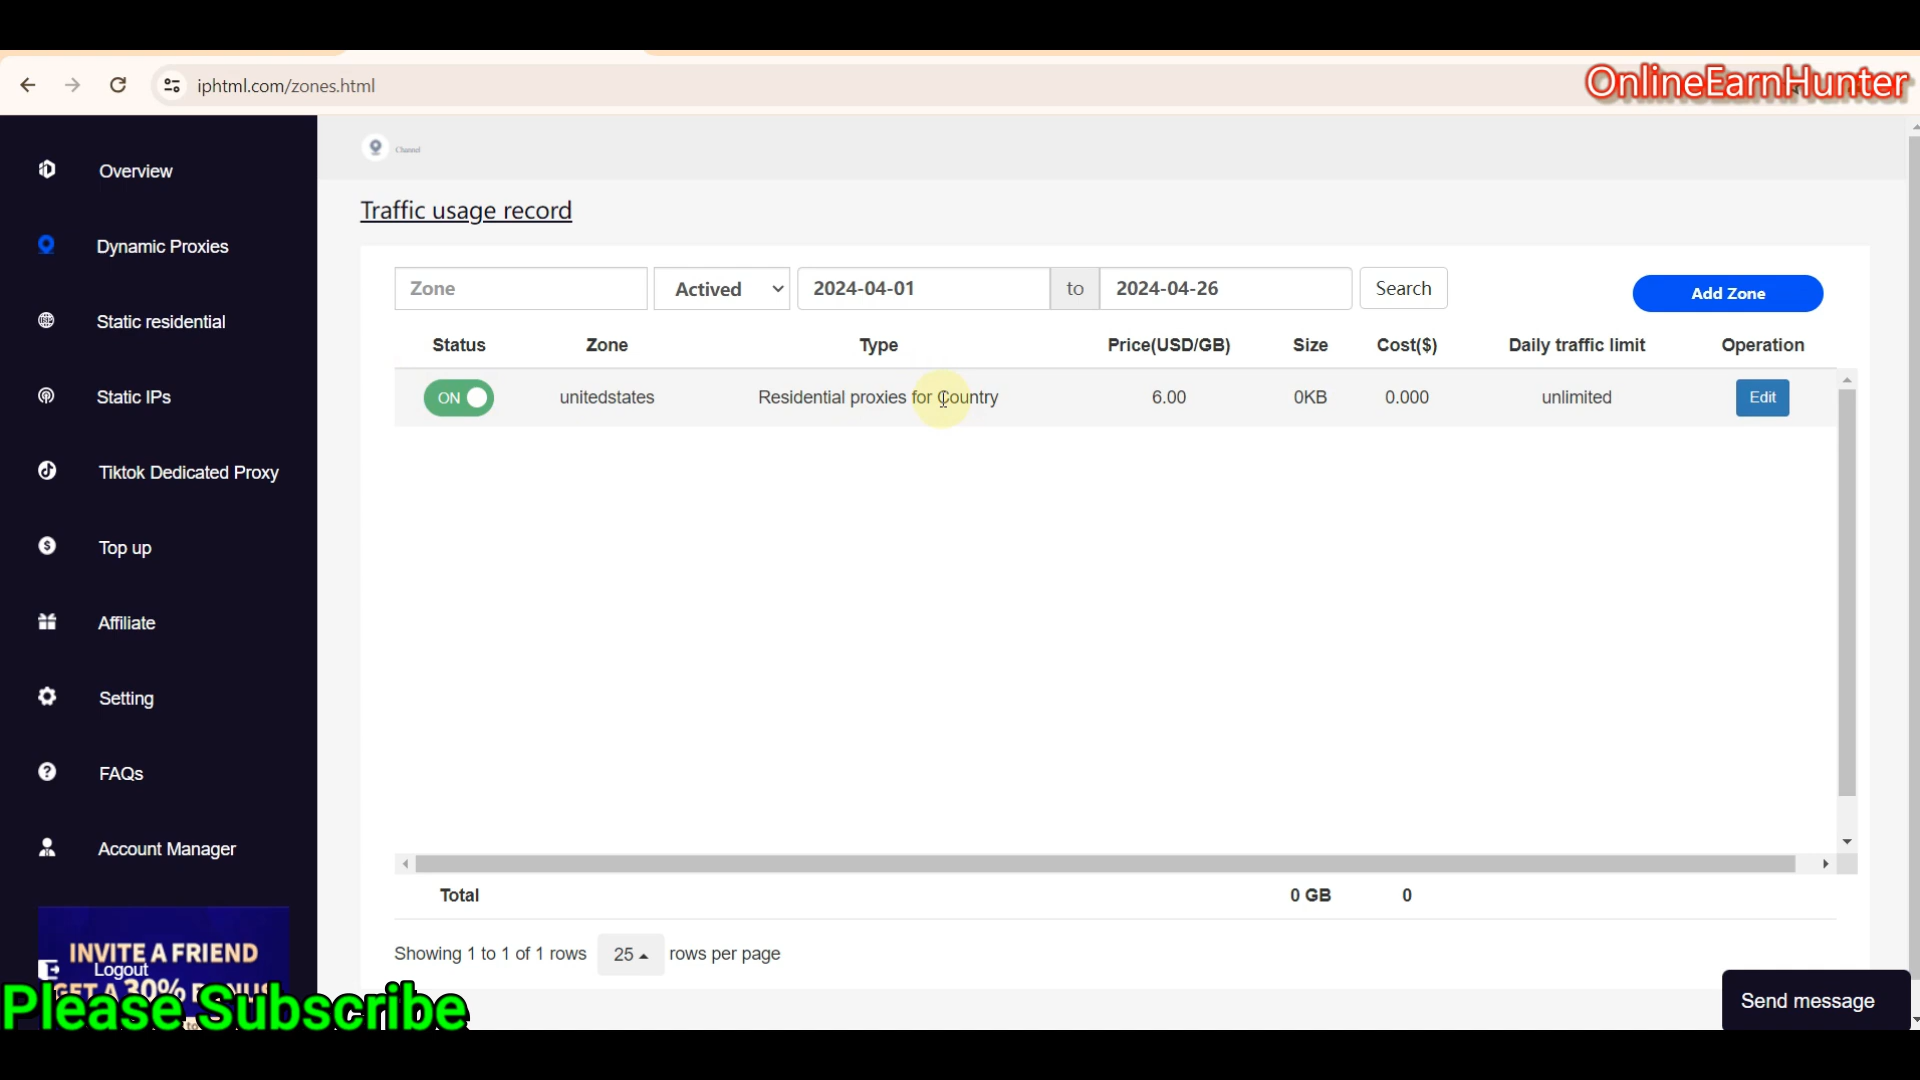 iphtml.com/zones.html
OnlineEarnHunter
Overview
Dynamic Proxies
Static residential
Static IPs
Tiktok Dedicated Proxy
Top up
Affiliate
Setting
FAQs
Account Manager
INVITE A FRIEND
Logout
GET A 30% BONUS
Please Subscribe
Channel
Traffic usage record
Zone Actived 2024-04-01 to 2024-04-26 Search Add Zone
Status Zone Type Price(USD/GB) Size Cost($) Daily traffic limit Operation
ON unitedstates Residential proxies for Country 6.00 0KB 0.000 unlimited Edit
Total 0 GB 0
Showing 1 to 1 of 1 rows 25 rows per page
Send message